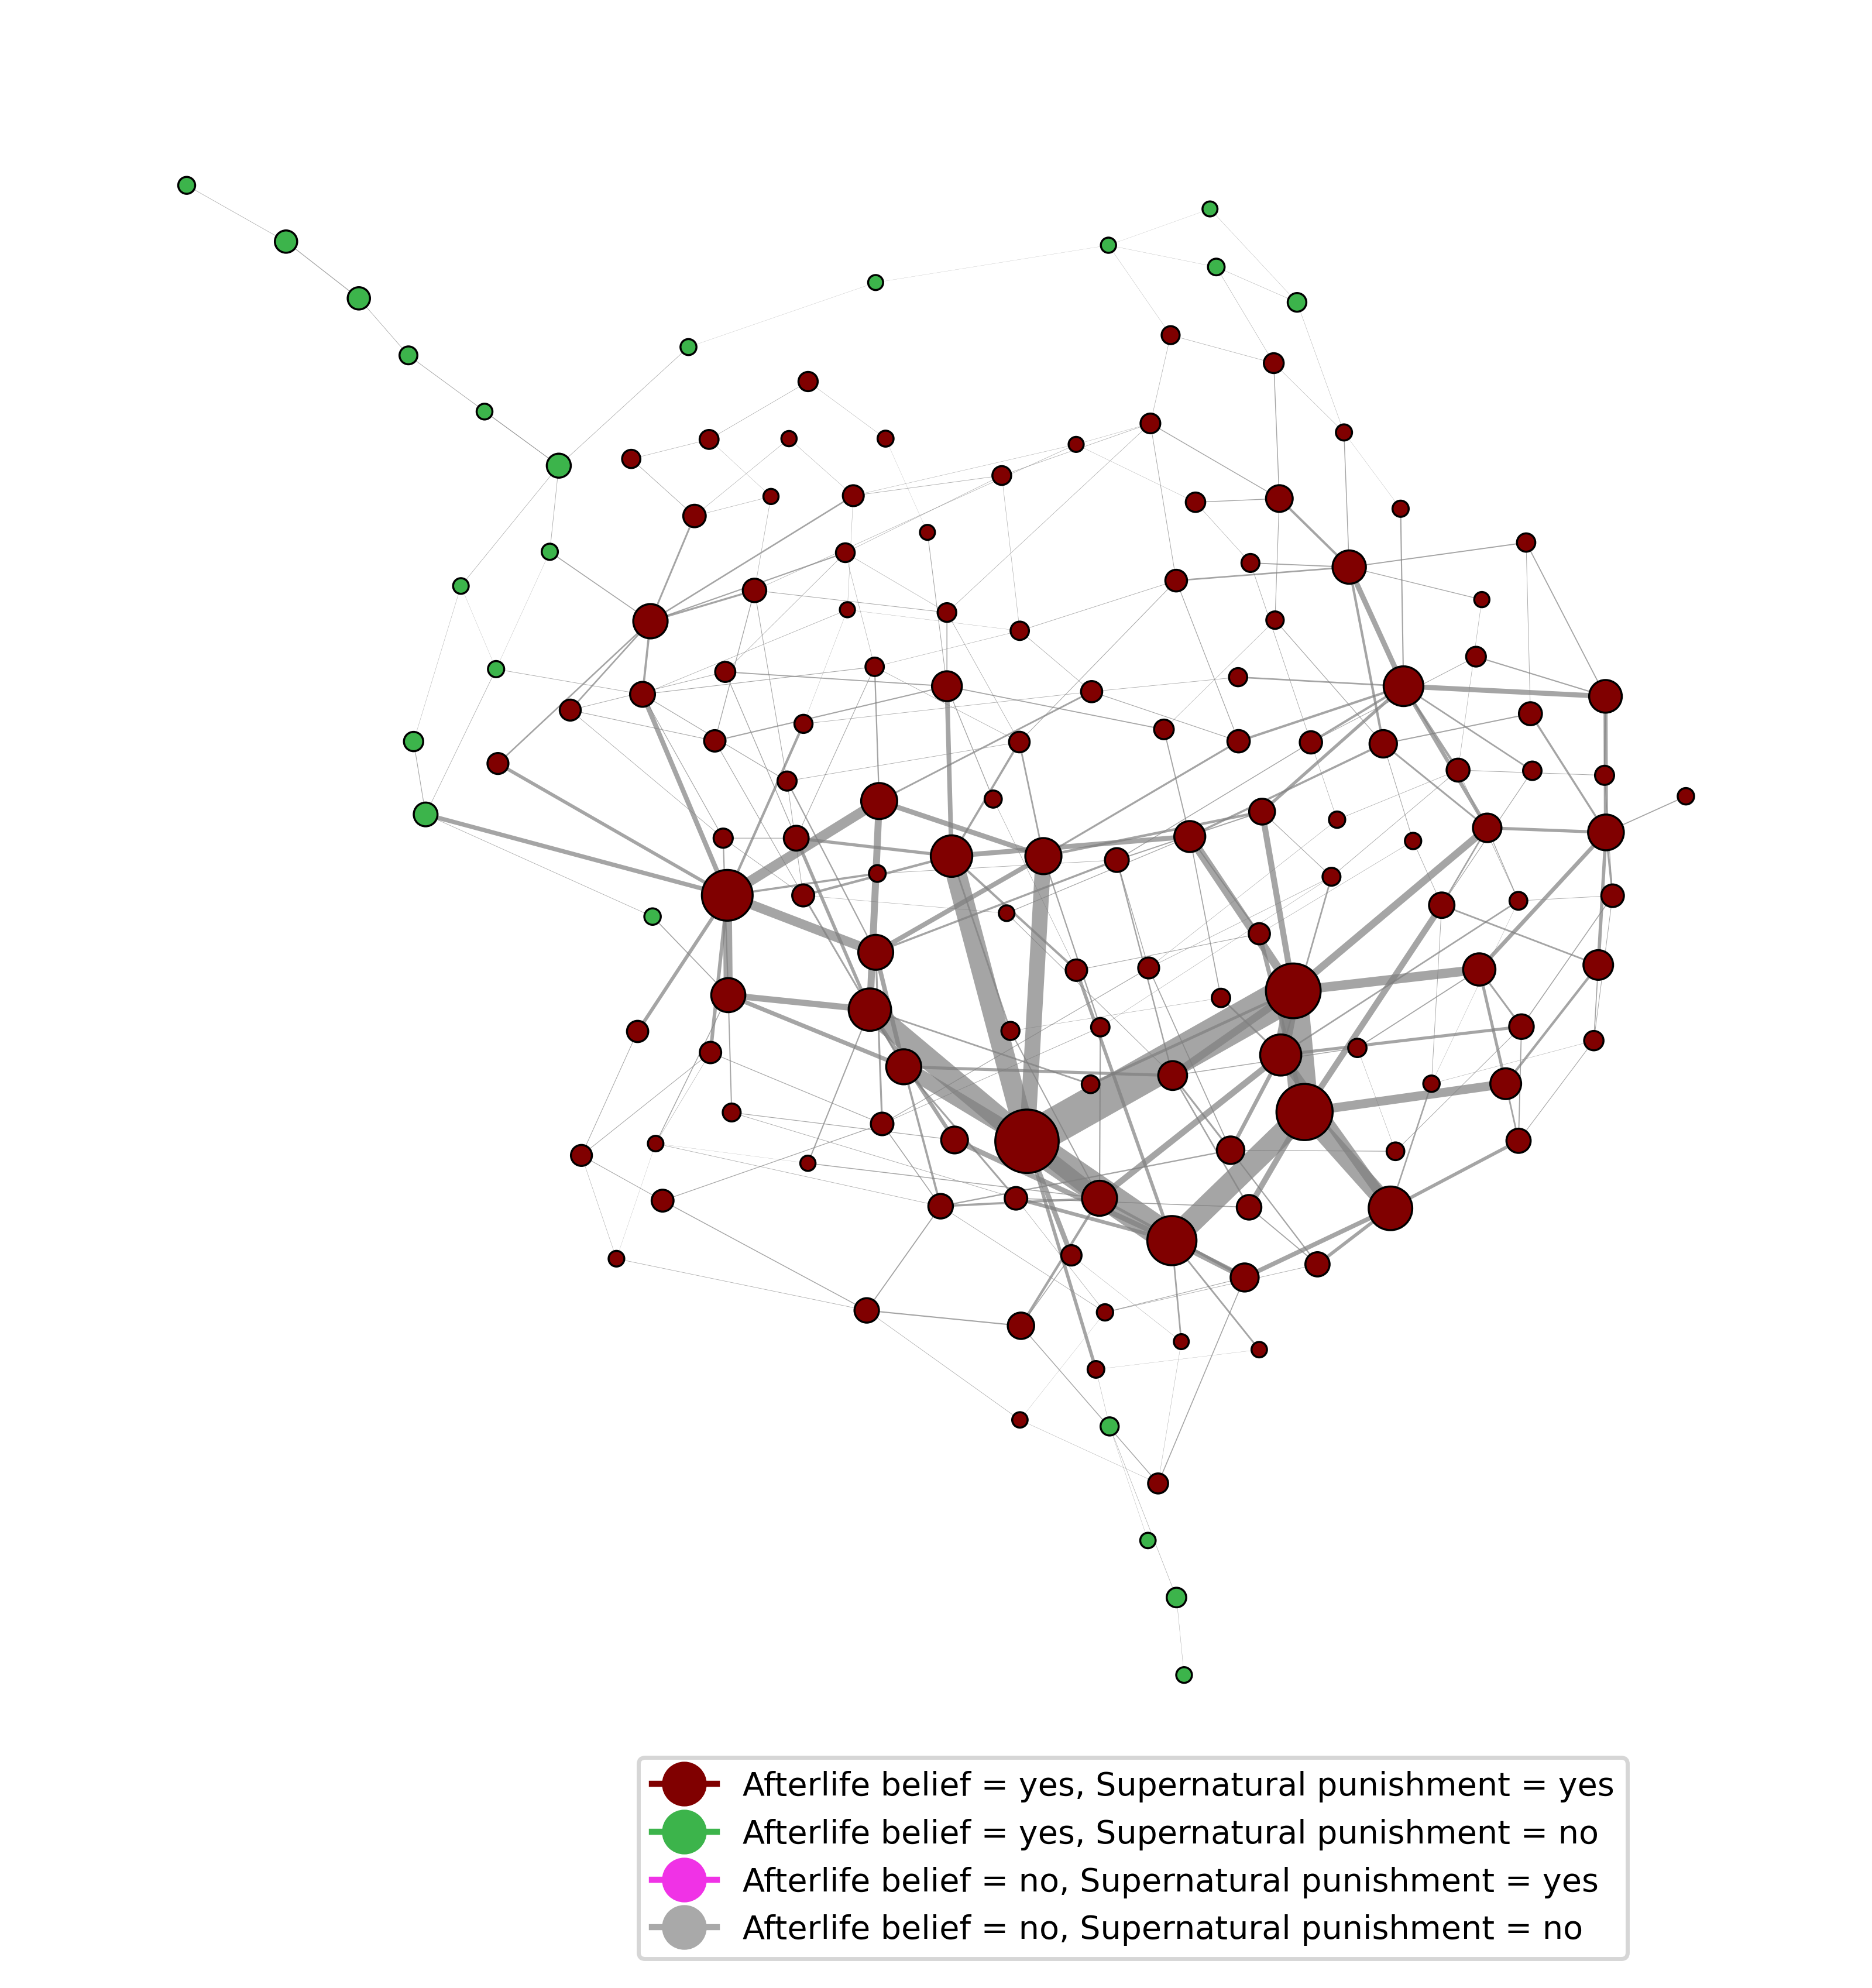 Afterlife belief = yes, Supernatural punishment = yes
Afterlife belief = yes, Supernatural punishment = no
Afterlife belief = no, Supernatural punishment = yes
Afterlife belief = no, Supernatural punishment = no